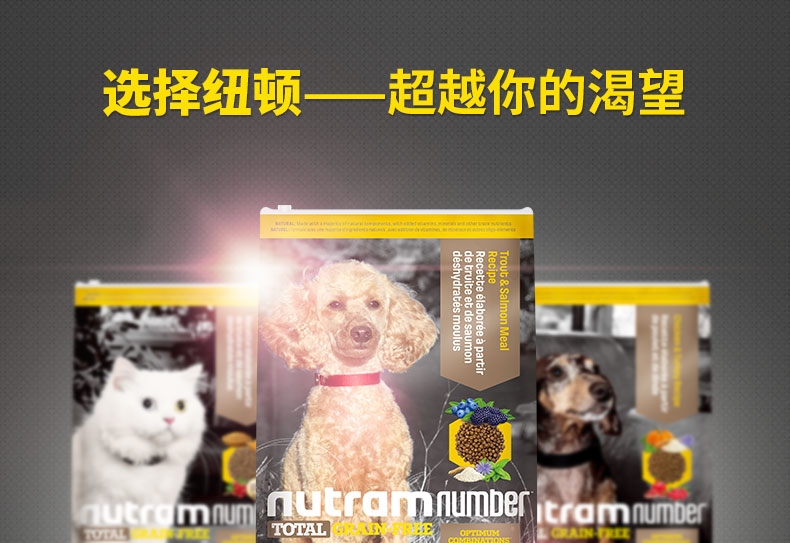 选择纽顿——超越你的渴望
Trout & Salmon Meal
Recipe
Recette élaborée à partir
de truite et de saumon
déshydratés moulus
nutram number
TOTAL GRAIN-FREE
OPTIMUM
COMBINATIONS
nutram num
TOTAL GRAIN-FREE
tram number
GRAIN-FREE